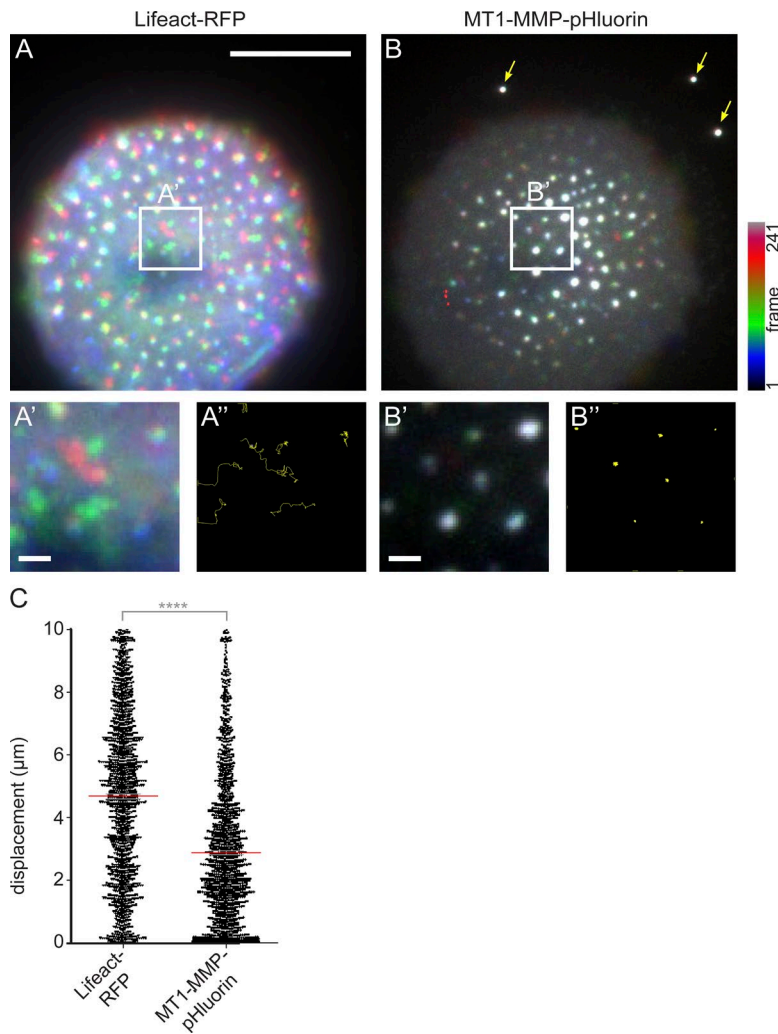 Lifeact-RFP
MT1-MMP-pHluorin
A
B
A'
B'
241
frame
1
A'
A''
B'
B''
C
****
10
8
6
4
2
0
displacement (µm)
Lifeact-
RFP
MT1-MMP-
pHluorin